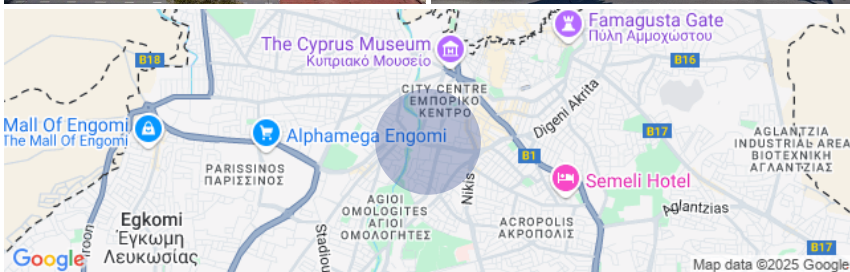 Famagusta Gate
Πύλη Αμμοχώστου
The Cyprus Museum
Κυπριακό Μουσείο
B18
B16
CITY CENTRE
ΕΜΠΟΡΙΚΟ
ΚΕΝΤΡΟ
Digeni Akrita
Mall Of Engomi
The Mall Of Engomi
Alphamega Engomi
B17
AGLANTZIA
INDUSTRIAL AREA
ΒΙΟΤΕΧΝΙΚΗ
ΑΓΛΑΝΤΖΙΑΣ
B1
PARISSINOS
ΠΑΡΙΣΣΙΝΟΣ
Semeli Hotel
Nikis
AGIOI
OMOLOGITES
ΑΓΙΟΙ
ΟΜΟΛΟΓΗΤΕΣ
Aglantzias
Egkomi
Έγκωμη
Λευκωσίας
ACROPOLIS
ΑΚΡΟΠΟΛΙΣ
Stadiou
B17
Google
Map data ©2025 Google